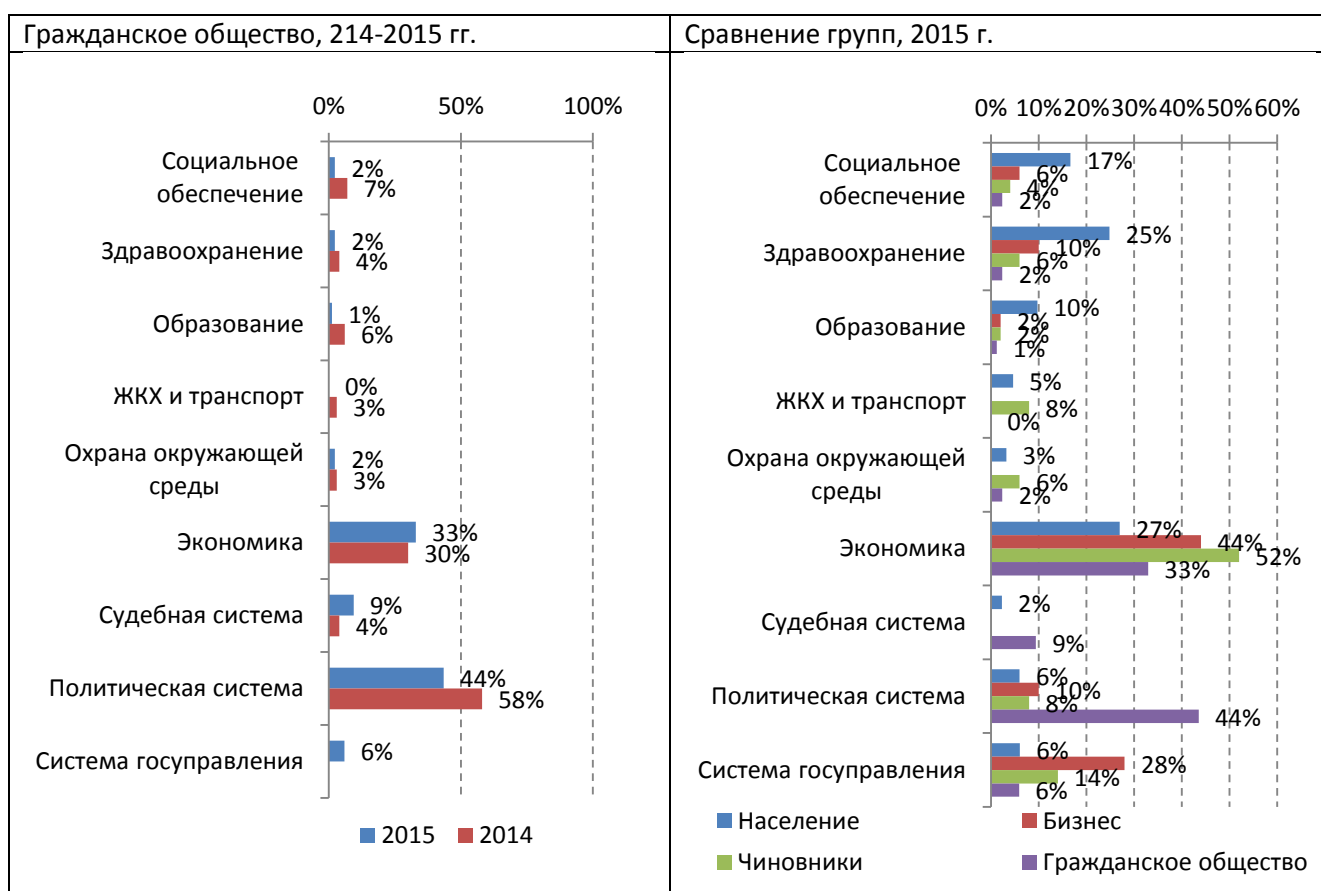 Гражданское общество, 214-2015 гг.
0% 50% 100%
Социальное
обеспечение
2%
7%
Здравоохранение
2%
4%
Образование
1%
6%
ЖКХ и транспорт
0%
3%
Охрана окружающей
среды
2%
3%
Экономика
33%
30%
Судебная система
9%
4%
Политическая система
44%
58%
Система госуправления
6%
2015 2014
Сравнение групп, 2015 г.
0% 10% 20% 30% 40% 50% 60%
Социальное
обеспечение
17%
6%
4%
2%
Здравоохранение
25%
10%
6%
2%
Образование
10%
2%
2%
1%
ЖКХ и транспорт
5%
8%
0%
Охрана окружающей
среды
3%
6%
2%
Экономика
27%
44%
52%
33%
Судебная система
2%
9%
Политическая система
6%
10%
8%
44%
Система госуправления
6%
28%
14%
6%
Население Бизнес
Чиновники Гражданское общество